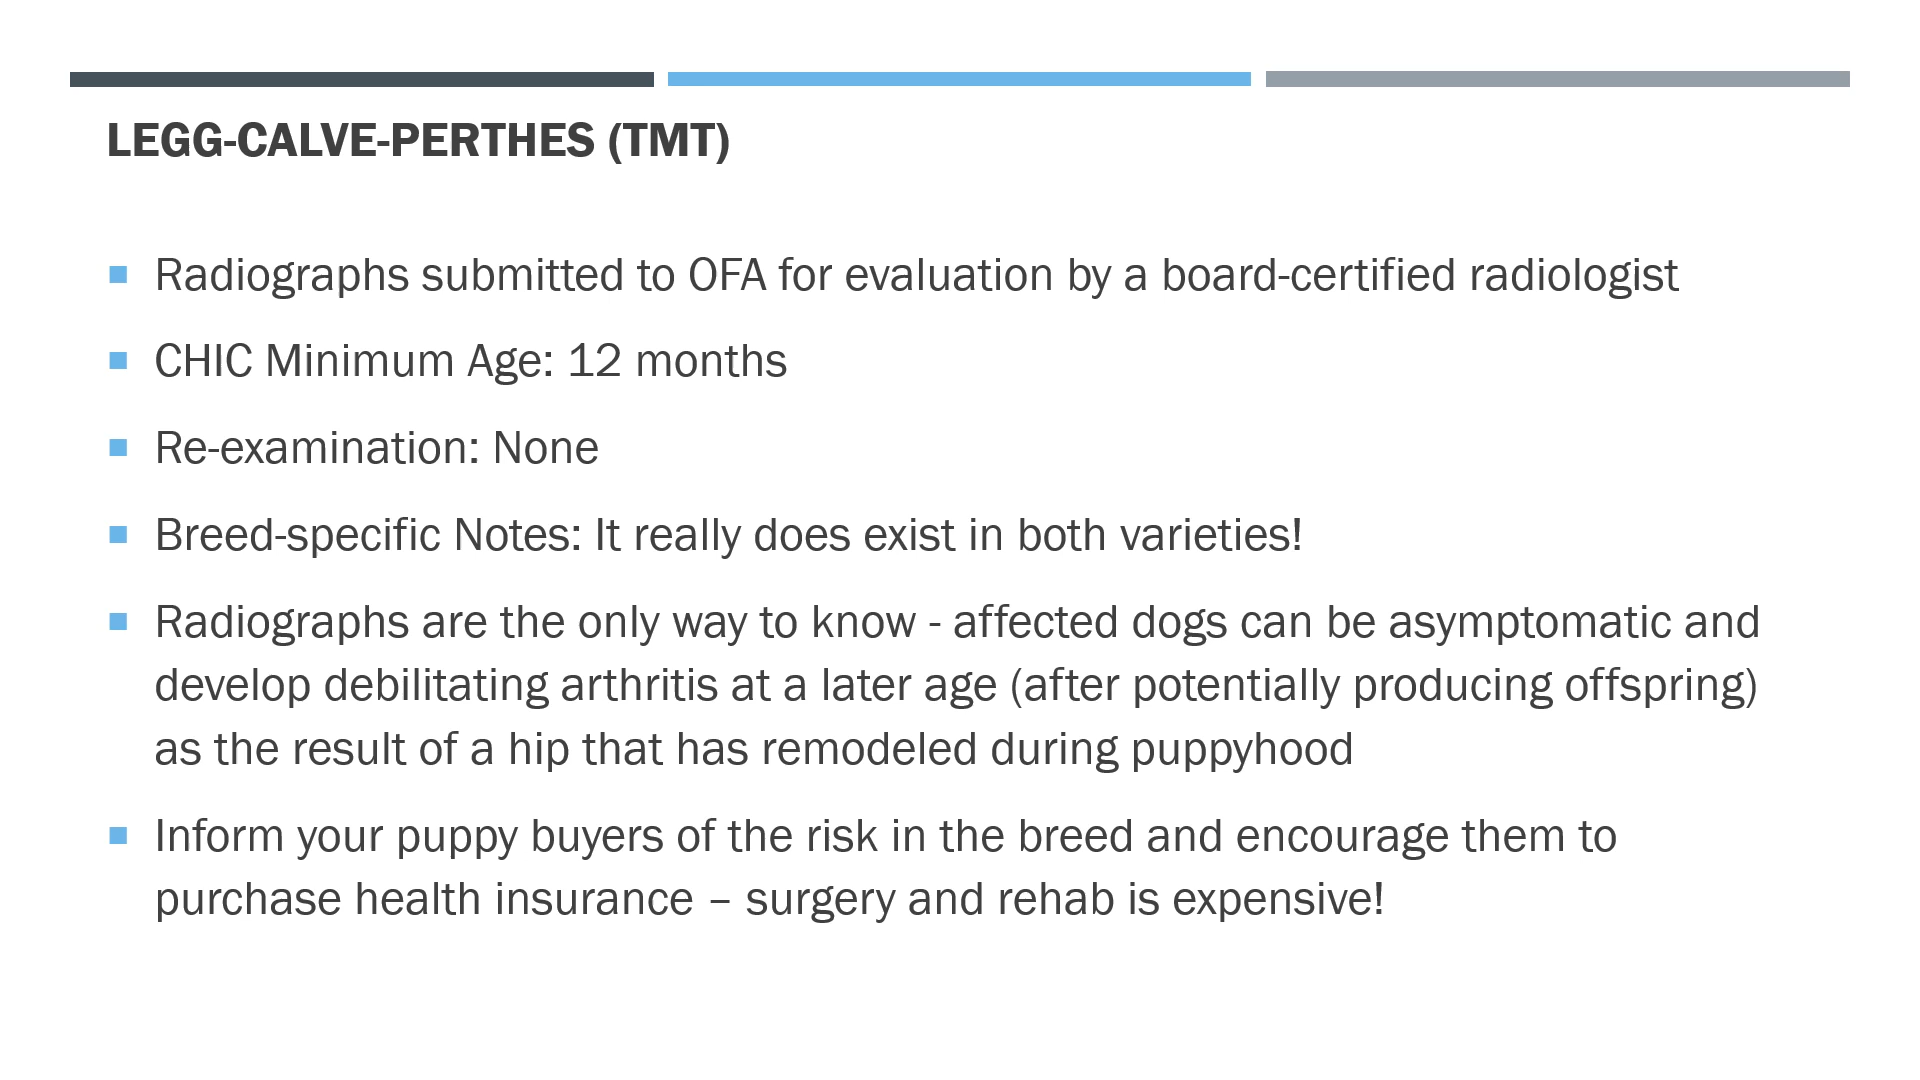 LEGG-CALVE-PERTHES (TMT)
Radiographs submitted to OFA for evaluation by a board-certified radiologist
CHIC Minimum Age: 12 months
Re-examination: None
Breed-specific Notes: It really does exist in both varieties!
Radiographs are the only way to know - affected dogs can be asymptomatic and
develop debilitating arthritis at a later age (after potentially producing offspring)
as the result of a hip that has remodeled during puppyhood
Inform your puppy buyers of the risk in the breed and encourage them to
purchase health insurance – surgery and rehab is expensive!